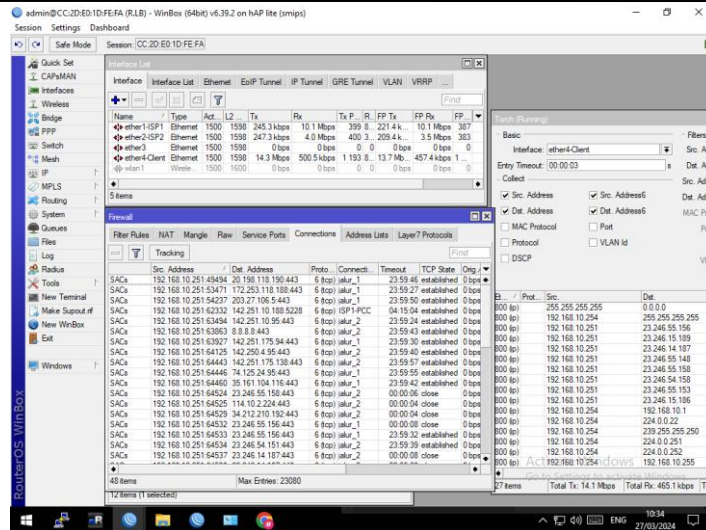 admin@CC:2D:E0:1D:FE:FA (R.LB) - WinBox (64bit) v6.39.2 on hAP lite (smips)
Session Settings Dashboard
Safe Mode Session: CC:2D:E0:1D:FE:FA
Quick Set
CAPsMAN
Interfaces
Wireless
Bridge
PPP
Switch
Mesh
IP
MPLS
Routing
System
Queues
Files
Log
Radius
Tools
New Terminal
Make Supout.rif
New WinBox
Exit
Windows
RouterOS WinBox
Interface List
Interface Interface List Ethernet EoIP Tunnel IP Tunnel GRE Tunnel VLAN VRRP ...
Find
Name Type Act... L2 ... Tx Rx Tx P... R.. FP Tx FP Rx FP...
ether1-ISP1 Ethernet 1500 1598 245.3 kbps 10.1 Mbps 399 8... 221.4 k... 10.1 Mbps 387
ether2-ISP2 Ethernet 1500 1598 247.3 kbps 4.0 Mbps 400 3.. 209.4 k... 3.5 Mbps 383
ether3 Ethernet 1500 1598 0 bps 0 bps 0 0 0 bps 0 bps 0
ether4-Client Ethernet 1500 1598 14.3 Mbps 500.5 kbps 1 193 8... 13.7 Mb... 457.4 kbps 1 ...
wlan1 Wirele... 1500 1600 0 bps 0 bps 0 0 0 bps 0 bps 0
5 items
Firewall
Filter Rules NAT Mangle Raw Service Ports Connections Address Lists Layer7 Protocols
Tracking Find
Src. Address Dst. Address Proto... Connecti... Timeout TCP State Orig./
SACs 192.168.10.251:49494 20.198.118.190:443 6 (tcp) jalur_1 23:59:46 established 0 bps
SACs 192.168.10.251:53471 172.253.118.188:443 6 (tcp) jalur_1 23:59:27 established 0 bps
SACs 192.168.10.251:54237 203.27.106.5:443 6 (tcp) jalur_1 23:59:50 established 0 bps
SACs 192.168.10.251:62332 142.251.10.188:5228 6 (tcp) ISP1-PCC 04:15:04 established 0 bps
SACs 192.168.10.251:63494 142.251.10.95:443 6 (tcp) jalur_2 23:59:24 established 0 bps
SACs 192.168.10.251:63863 8.8.8.8:443 6 (tcp) jalur_2 23:59:43 established 0 bps
SACs 192.168.10.251:63927 142.251.175.94:443 6 (tcp) jalur_1 23:59:30 established 0 bps
SACs 192.168.10.251:64125 142.250.4.95:443 6 (tcp) jalur_2 23:59:40 established 0 bps
SACs 192.168.10.251:64443 142.251.175.138:443 6 (tcp) jalur_2 23:59:57 established 0 bps
SACs 192.168.10.251:64446 74.125.24.95:443 6 (tcp) jalur_1 23:59:55 established 0 bps
SACs 192.168.10.251:64460 35.161.104.116:443 6 (tcp) jalur_1 23:59:42 established 0 bps
SACs 192.168.10.251:64524 23.246.55.158:443 6 (tcp) jalur_2 00:00:06 close 0 bps
SACs 192.168.10.251:64525 114.10.2.224:443 6 (tcp) jalur_2 00:00:04 close 0 bps
SACs 192.168.10.251:64529 34.212.210.192:443 6 (tcp) jalur_2 00:00:04 close 0 bps
SACs 192.168.10.251:64532 23.246.55.156:443 6 (tcp) jalur_1 00:00:08 close 0 bps
SACs 192.168.10.251:64533 23.246.55.156:443 6 (tcp) jalur_1 23:59:32 established 0 bps
SACs 192.168.10.251:64534 23.246.54.151:443 6 (tcp) jalur_2 23:59:39 established 0 bps
SACs 192.168.10.251:64537 23.246.14.187:443 6 (tcp) jalur_2 00:00:08 close 0 bps
48 items Max Entries: 23080
12 items (1 selected)
Torch (Running)
Basic Filters
Interface: ether4-Client Src. A
Entry Timeout: 00:00:03 s Dst. A
Collect Src. Ad
Src. Address Src. Address6 Dst. Ad
Dst. Address Dst. Address6 MAC P
MAC Protocol Port
Protocol VLAN Id
DSCP
Et... Prot... Src. Dst.
800 (ip) 255.255.255.255 0.0.0.0
800 (ip) 192.168.10.254 255.255.255.255
800 (ip) 192.168.10.251 23.246.55.156
800 (ip) 192.168.10.251 23.246.15.189
800 (ip) 192.168.10.251 23.246.14.187
800 (ip) 192.168.10.251 23.246.55.148
800 (ip) 192.168.10.251 23.246.55.158
800 (ip) 192.168.10.251 23.246.54.158
800 (ip) 192.168.10.251 23.246.55.153
800 (ip) 192.168.10.251 23.246.15.186
800 (ip) 192.168.10.254 192.168.10.1
800 (ip) 192.168.10.254 224.0.0.22
800 (ip) 192.168.10.254 239.255.255.250
800 (ip) 192.168.10.254 224.0.0.251
800 (ip) 192.168.10.254 224.0.0.252
800 (ip) 192.168.10.254 192.168.10.255
Activate Windows
Go to Settings to activate Windows.
27 items Total Tx: 14.1 Mbps Total Rx: 465.1 kbps
ENG
10:34
27/03/2024